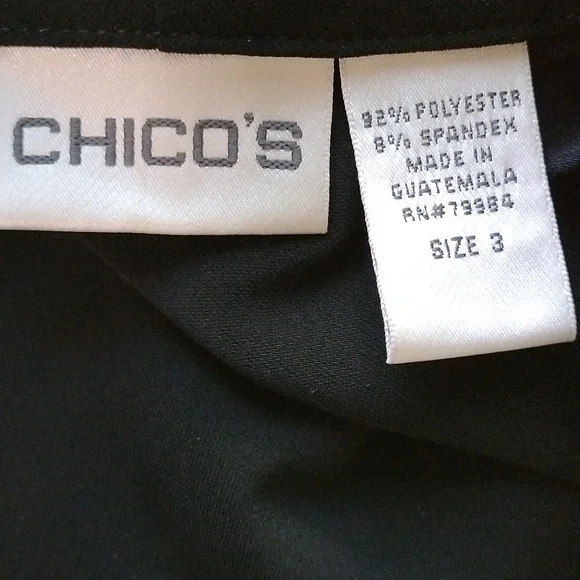 CHICO'S
92% POLYESTER
8% SPANDEX
MADE IN
GUATEMALA
RN#79984
SIZE 3